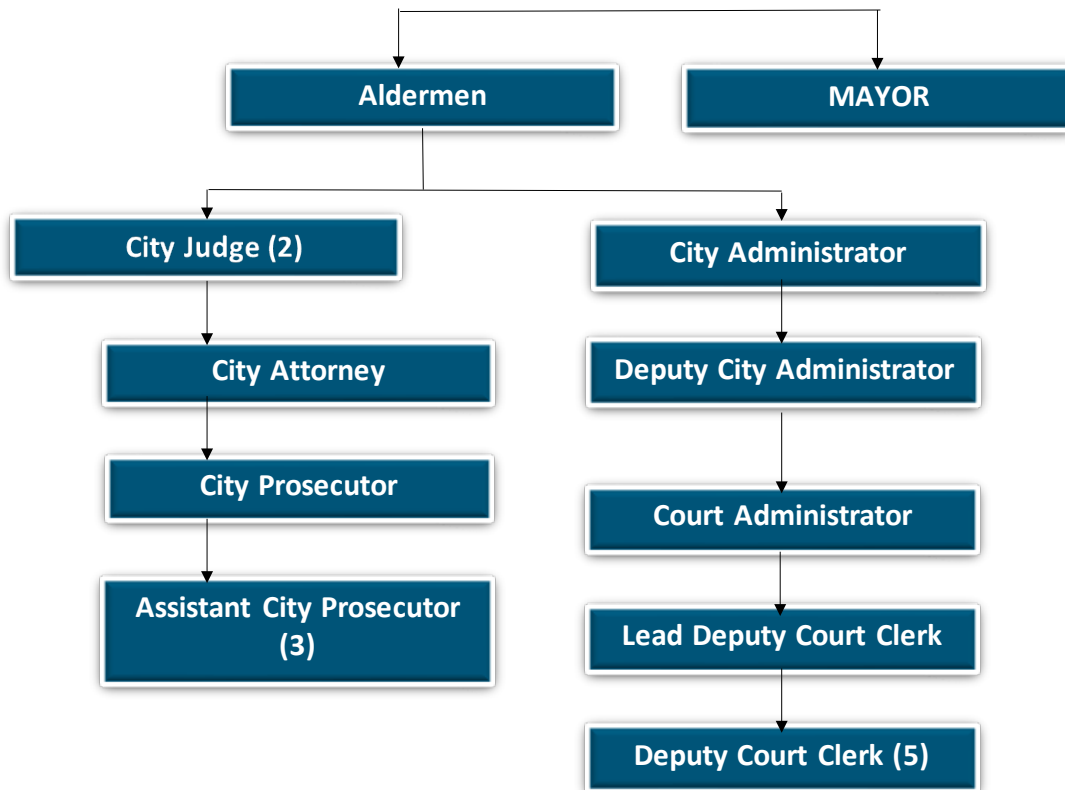 Aldermen
MAYOR
City Judge (2)
City Administrator
City Attorney
Deputy City Administrator
City Prosecutor
Court Administrator
Assistant City Prosecutor
(3)
Lead Deputy Court Clerk
Deputy Court Clerk (5)